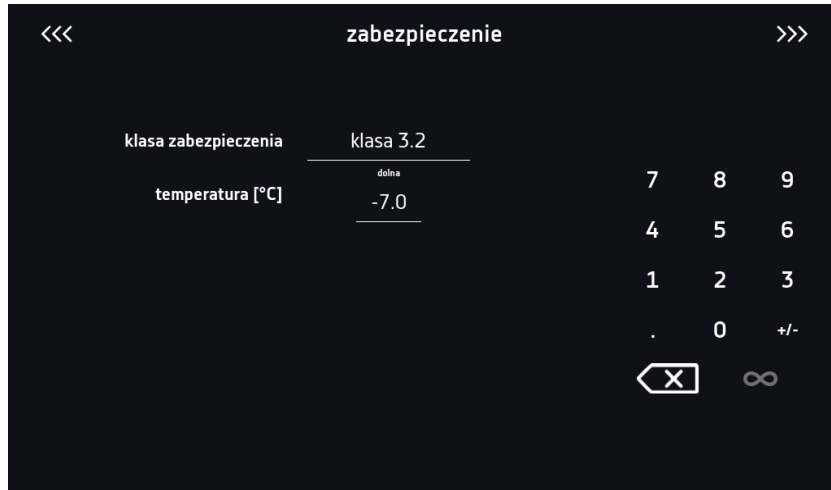 <<< zabezpieczenie >>>
klasa zabezpieczenia klasa 3.2
dolna
temperatura [°C] -7.0
7 8 9
4 5 6
1 2 3
. 0 +/-
∞